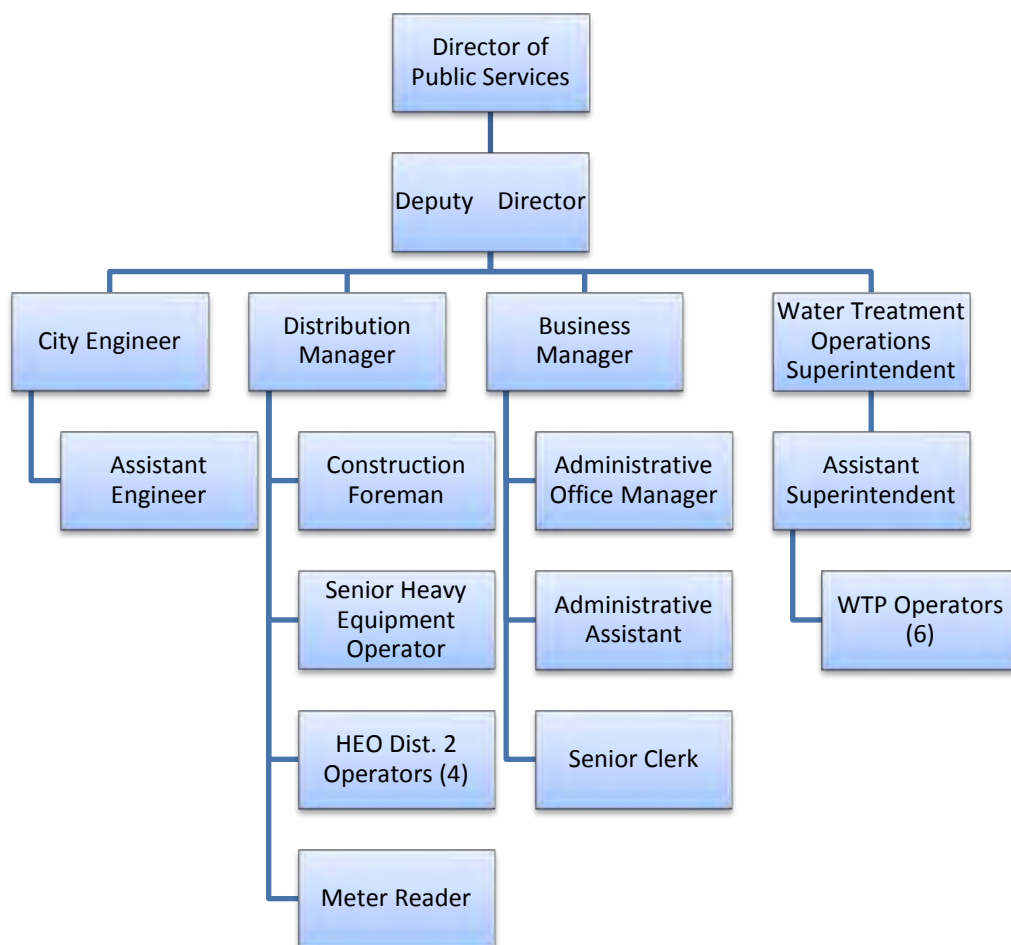 Director of
Public Services
Deputy Director
City Engineer
Distribution
Manager
Business
Manager
Water Treatment
Operations
Superintendent
Assistant
Engineer
Construction
Foreman
Administrative
Office Manager
Assistant
Superintendent
Senior Heavy
Equipment
Operator
Administrative
Assistant
WTP Operators
(6)
HEO Dist. 2
Operators (4)
Senior Clerk
Meter Reader